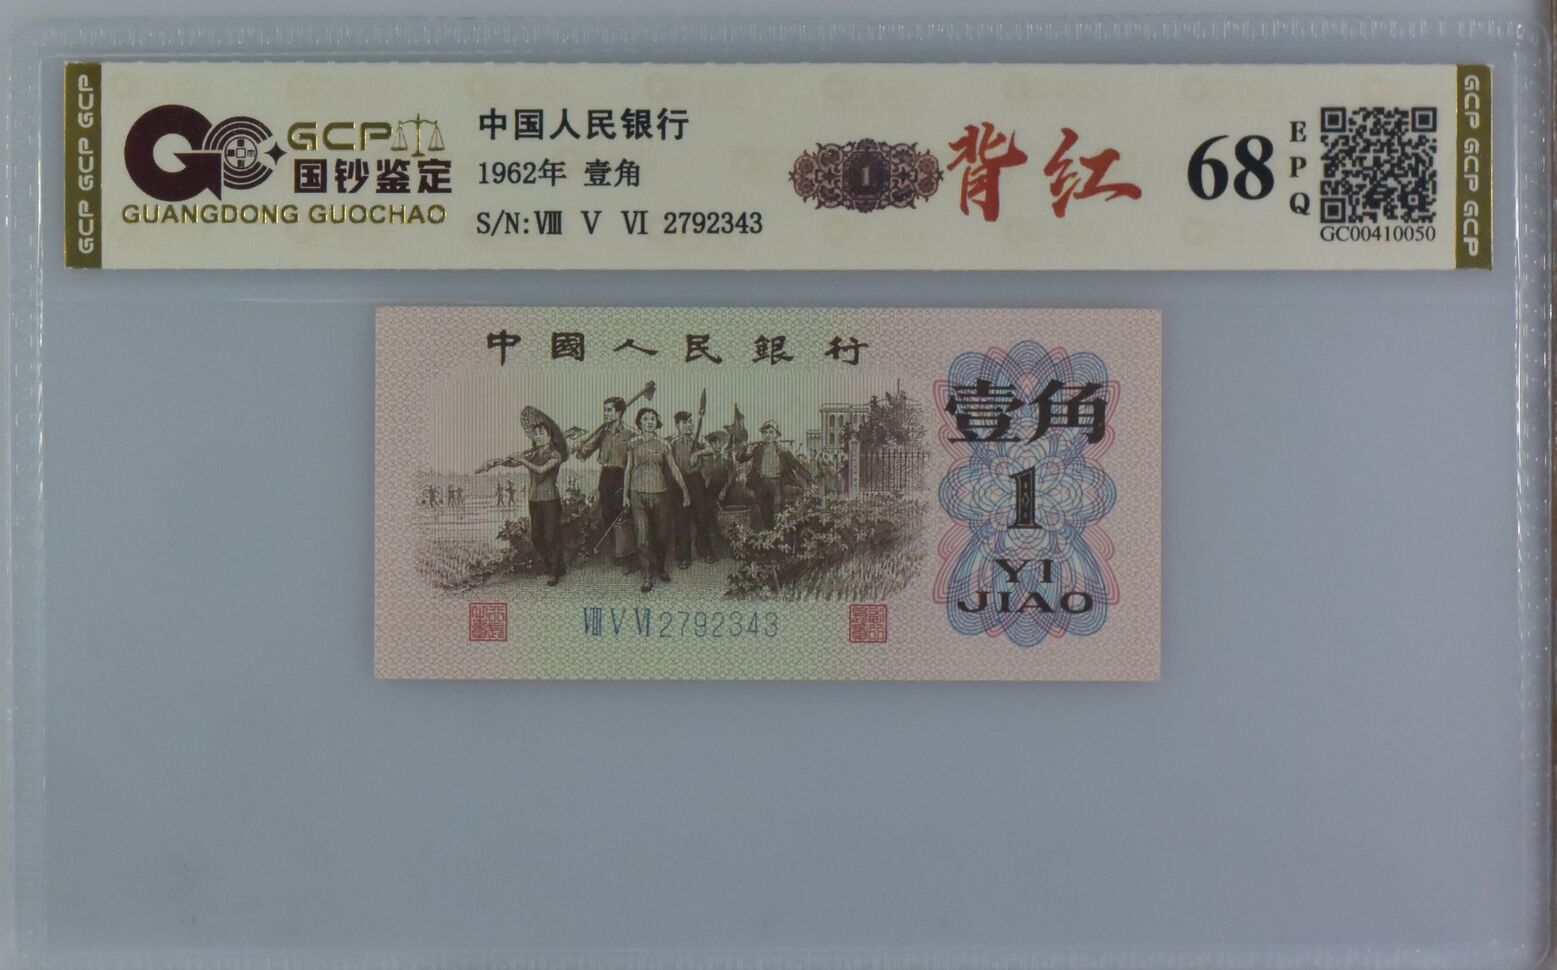 GCP GCP GCP
GCP
国钞鉴定
GUANGDONG GUOCHAO
中国人民银行
1962年 壹角
S/N: Ⅷ Ⅴ Ⅵ 2792343
1
背红
68
EPQ
GC00410050
GCP GCP GCP
中國人民銀行
壹角
1
YI
JIAO
Ⅷ Ⅴ Ⅵ 2792343